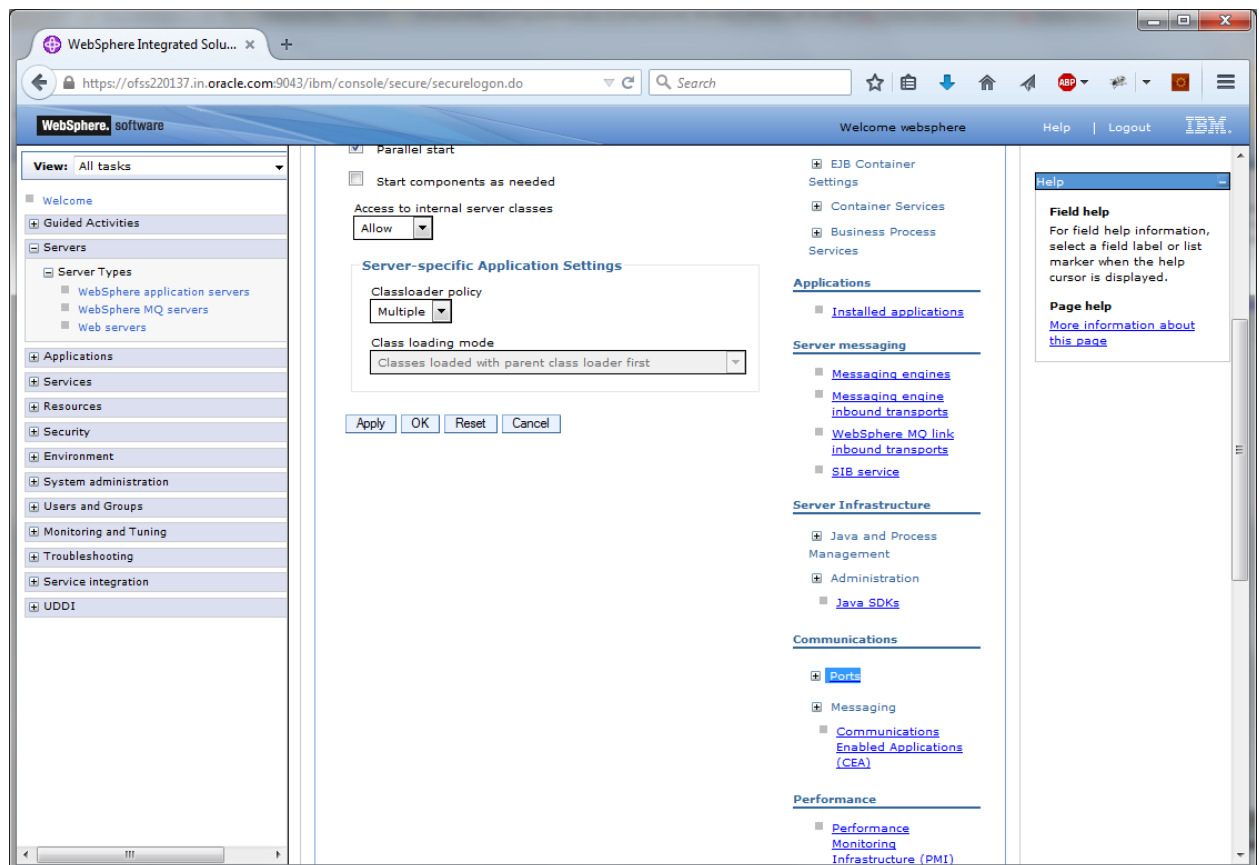 WebSphere Integrated Solu...
https://ofss220137.in.oracle.com:9043/ibm/console/secure/securelogon.do
Search
ABP
WebSphere. software
Welcome websphere
Help | Logout
IBM.
View: All tasks
Welcome
Guided Activities
Servers
Server Types
WebSphere application servers
WebSphere MQ servers
Web servers
Applications
Services
Resources
Security
Environment
System administration
Users and Groups
Monitoring and Tuning
Troubleshooting
Service integration
UDDI
Parallel start
Start components as needed
Access to internal server classes
Allow
Server-specific Application Settings
Classloader policy
Multiple
Class loading mode
Classes loaded with parent class loader first
Apply OK Reset Cancel
EJB Container
Settings
Container Services
Business Process
Services
Applications
Installed applications
Server messaging
Messaging engines
Messaging engine
inbound transports
WebSphere MQ link
inbound transports
SIB service
Server Infrastructure
Java and Process
Management
Administration
Java SDKs
Communications
Ports
Messaging
Communications
Enabled Applications
(CEA)
Performance
Performance
Monitoring
Infrastructure (PMI)
Help
Field help
For field help information,
select a field label or list
marker when the help
cursor is displayed.
Page help
More information about
this page